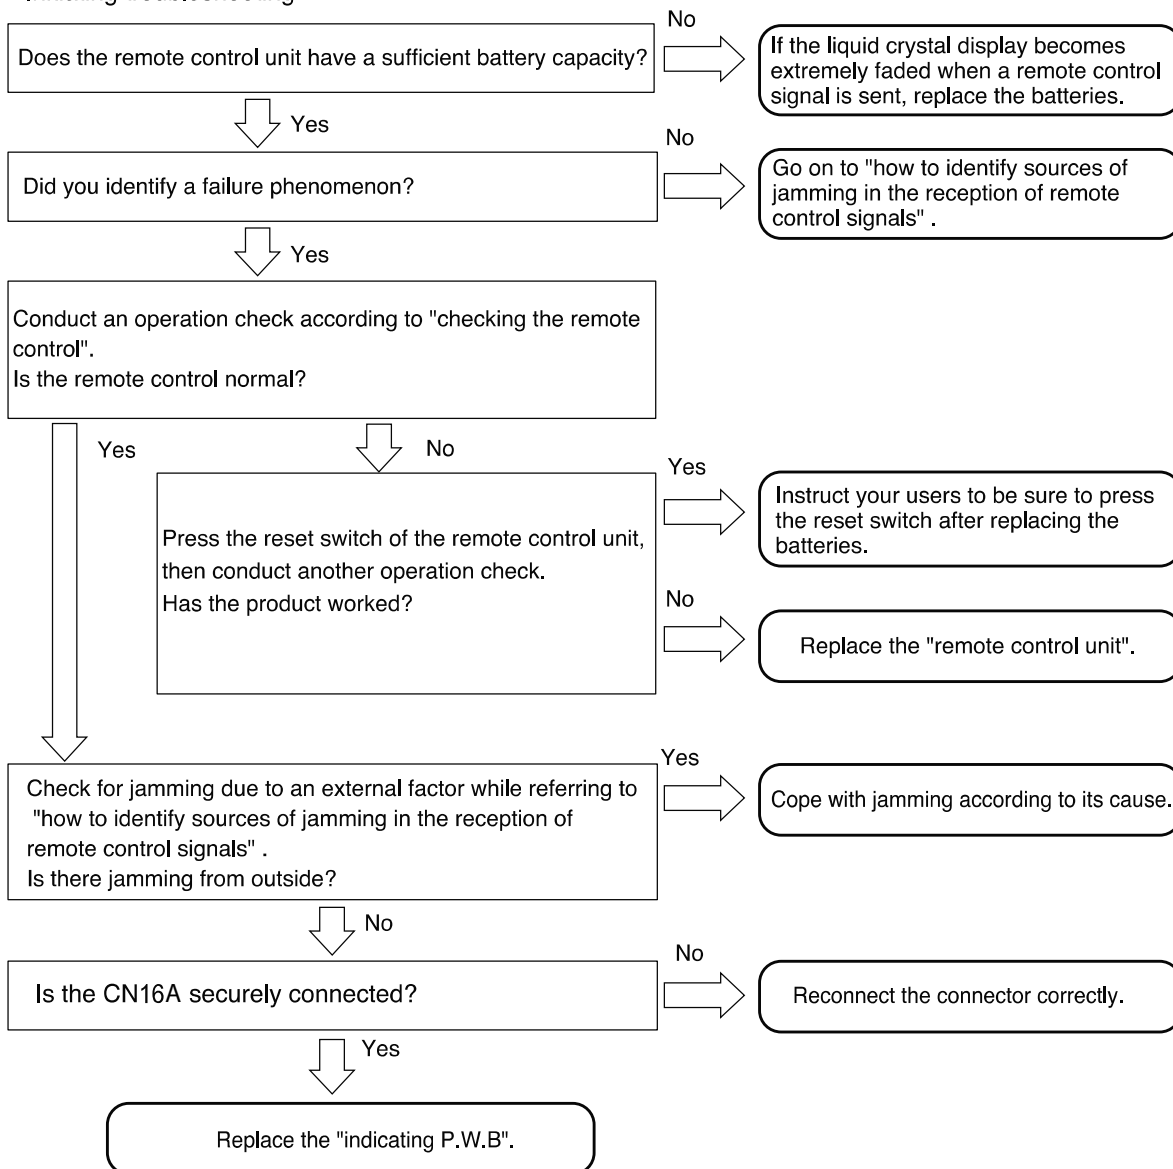 No
Does the remote control unit have a sufficient battery capacity?
If the liquid crystal display becomes
extremely faded when a remote control
signal is sent, replace the batteries.
Yes
No
Did you identify a failure phenomenon?
Go on to "how to identify sources of
jamming in the reception of remote
control signals" .
Yes
Conduct an operation check according to "checking the remote
control".
Is the remote control normal?
Yes
No
Press the reset switch of the remote control unit,
then conduct another operation check.
Has the product worked?
Yes
Instruct your users to be sure to press
the reset switch after replacing the
batteries.
No
Replace the "remote control unit".
Check for jamming due to an external factor while referring to
"how to identify sources of jamming in the reception of
remote control signals" .
Is there jamming from outside?
Yes
Cope with jamming according to its cause.
No
Is the CN16A securely connected?
No
Reconnect the connector correctly.
Yes
Replace the "indicating P.W.B".